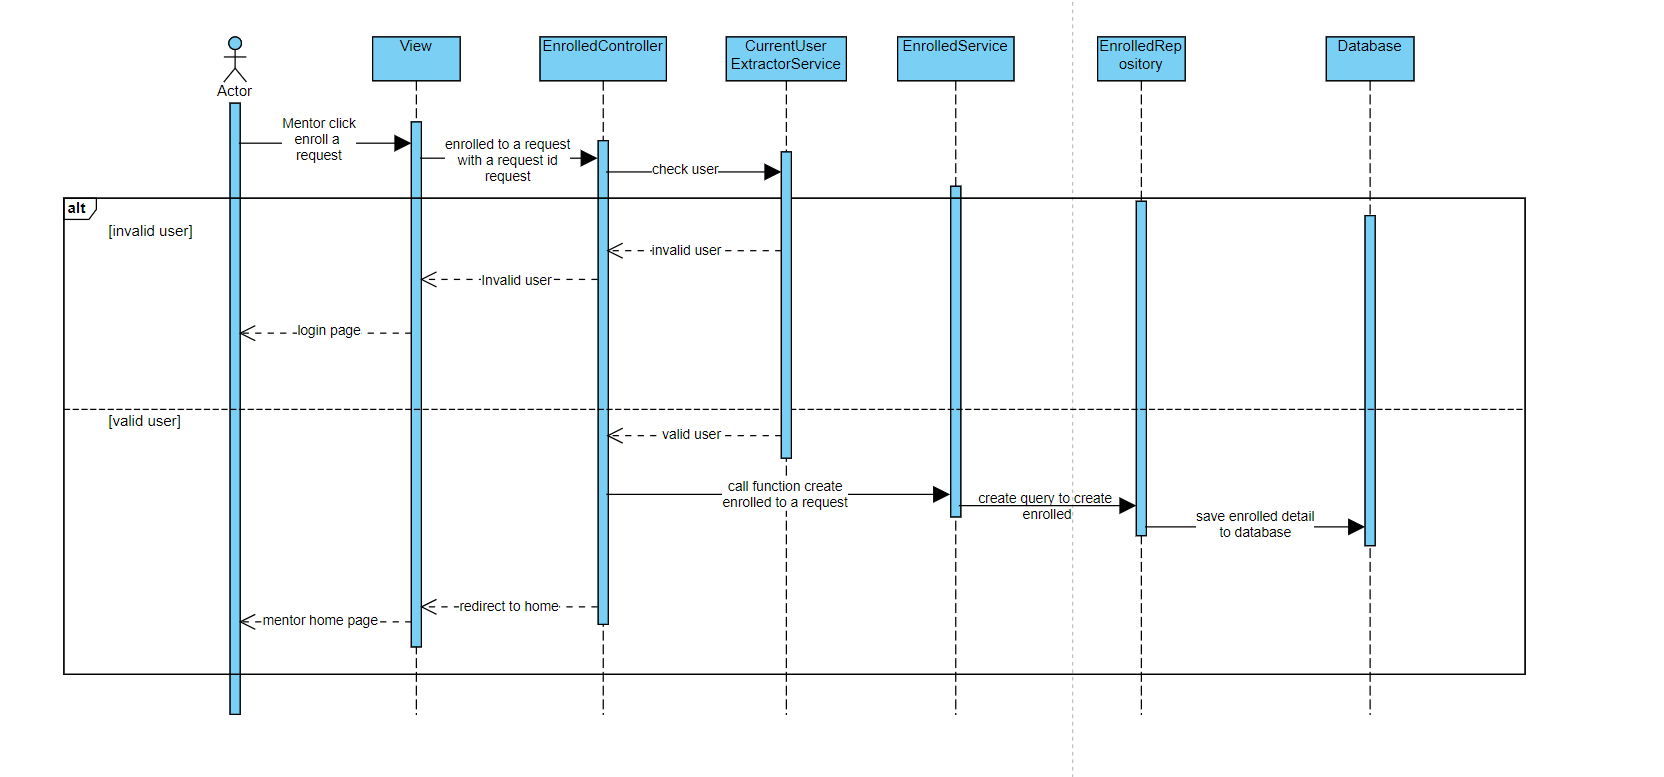 View
EnrolledController
CurrentUser
ExtractorService
EnrolledService
EnrolledRep
ository
Database
Actor
Mentor click
enroll a
request
enrolled to a request
with a request id
request
check user
alt
[invalid user]
invalid user
Invalid user
login page
[valid user]
valid user
call function create
enrolled to a request
create query to create
enrolled
save enrolled detail
to database
redirect to home
mentor home page